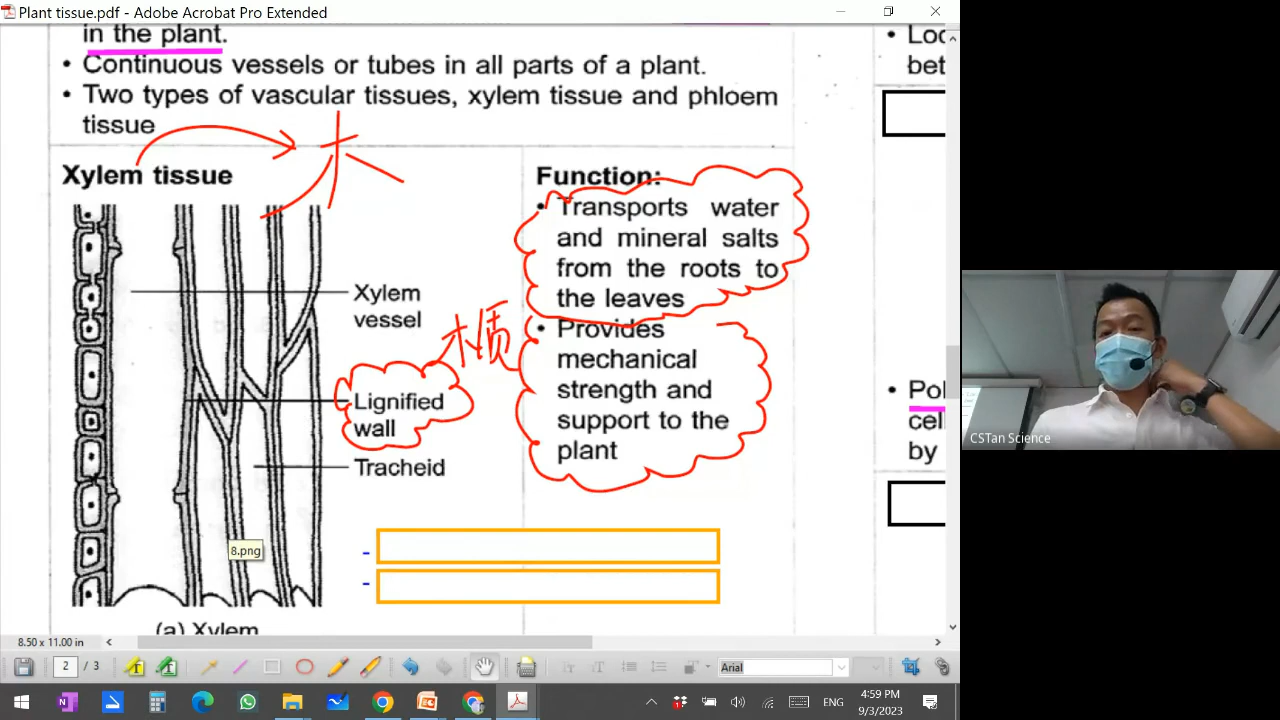 Plant tissue.pdf - Adobe Acrobat Pro Extended
in the plant.
• Continuous vessels or tubes in all parts of a plant.
• Two types of vascular tissues, xylem tissue and phloem
tissue
木
Xylem tissue
Xylem
vessel
木质
Lignified
wall
Tracheid
8.png
(a) Xylem
Function:
• Transports water
and mineral salts
from the roots to
the leaves
• Provides
mechanical
strength and
support to the
plant
-
-
• Loc
bet
• Pol
cel
by
CSTan Science
8.50 x 11.00 in
2 / 3
T
T
Arial
ENG
4:59 PM
9/3/2023